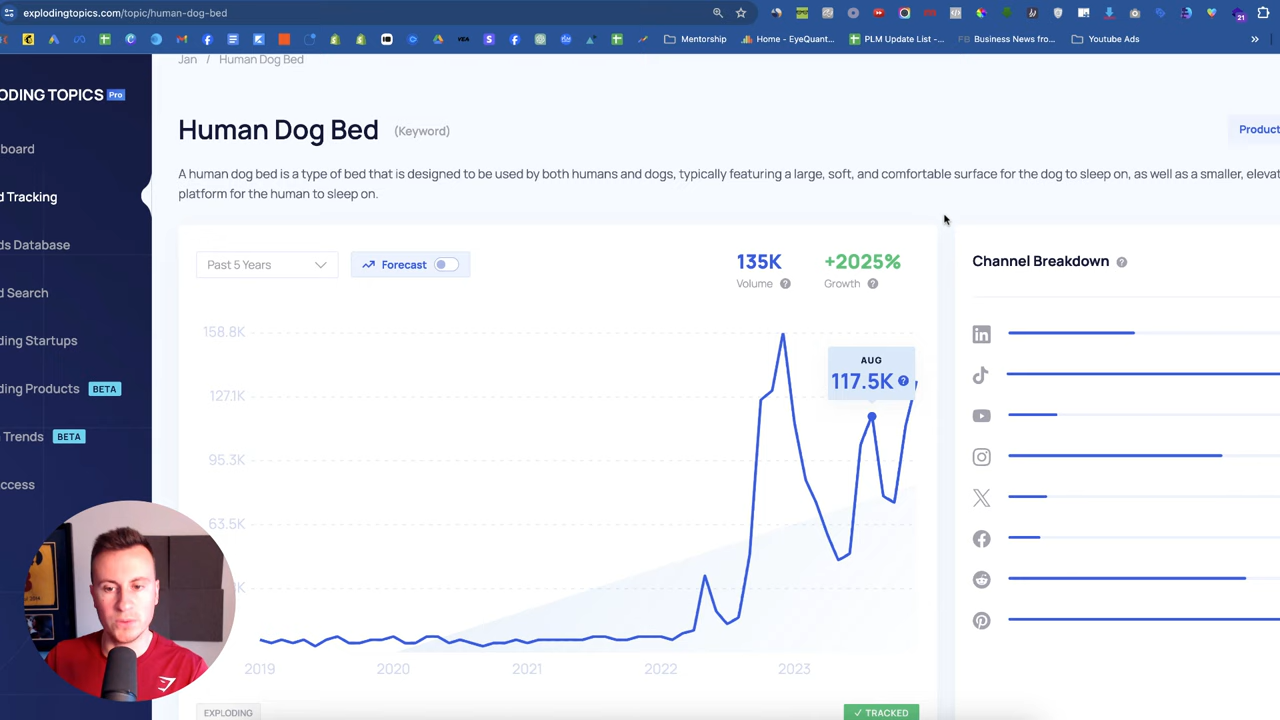 explodingtopics.com/topic/human-dog-bed
21
Mentorship
Home - EyeQuant...
PLM Update List -...
FB Business News fro...
Youtube Ads
»
Jan / Human Dog Bed
ODING TOPICS Pro
board
d Tracking
ds Database
d Search
ding Startups
ding Products BETA
Trends BETA
ccess
Human Dog Bed (Keyword)
Product
A human dog bed is a type of bed that is designed to be used by both humans and dogs, typically featuring a large, soft, and comfortable surface for the dog to sleep on, as well as a smaller, elevat
platform for the human to sleep on.
Past 5 Years
Forecast
135K
Volume ?
+2025%
Growth ?
158.8K
127.1K
95.3K
63.5K
K
AUG
117.5K ?
2019 2020 2021 2022 2023
EXPLODING
✓ TRACKED
Channel Breakdown ?